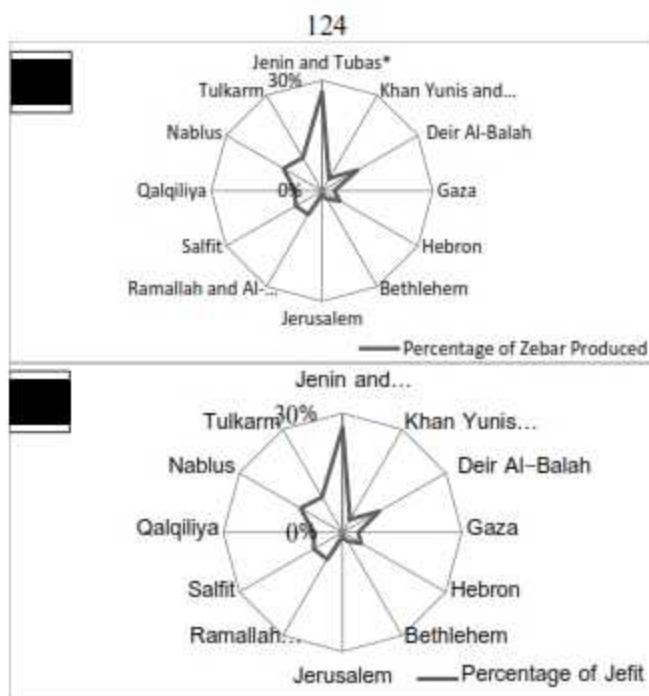 124
Jenin and Tubas*
30%
Tulkarm
Khan Yunis and...
Nablus
Deir Al-Balah
Qalqiliya
0%
Gaza
Salfit
Hebron
Ramallah and Al-...
Bethlehem
Jerusalem
Percentage of Zebar Produced
Jenin and...
30%
Tulkarm
Khan Yunis...
Nablus
Deir Al-Balah
Qalqiliya
0%
Gaza
Salfit
Hebron
Ramallah...
Bethlehem
Jerusalem
Percentage of Jefit